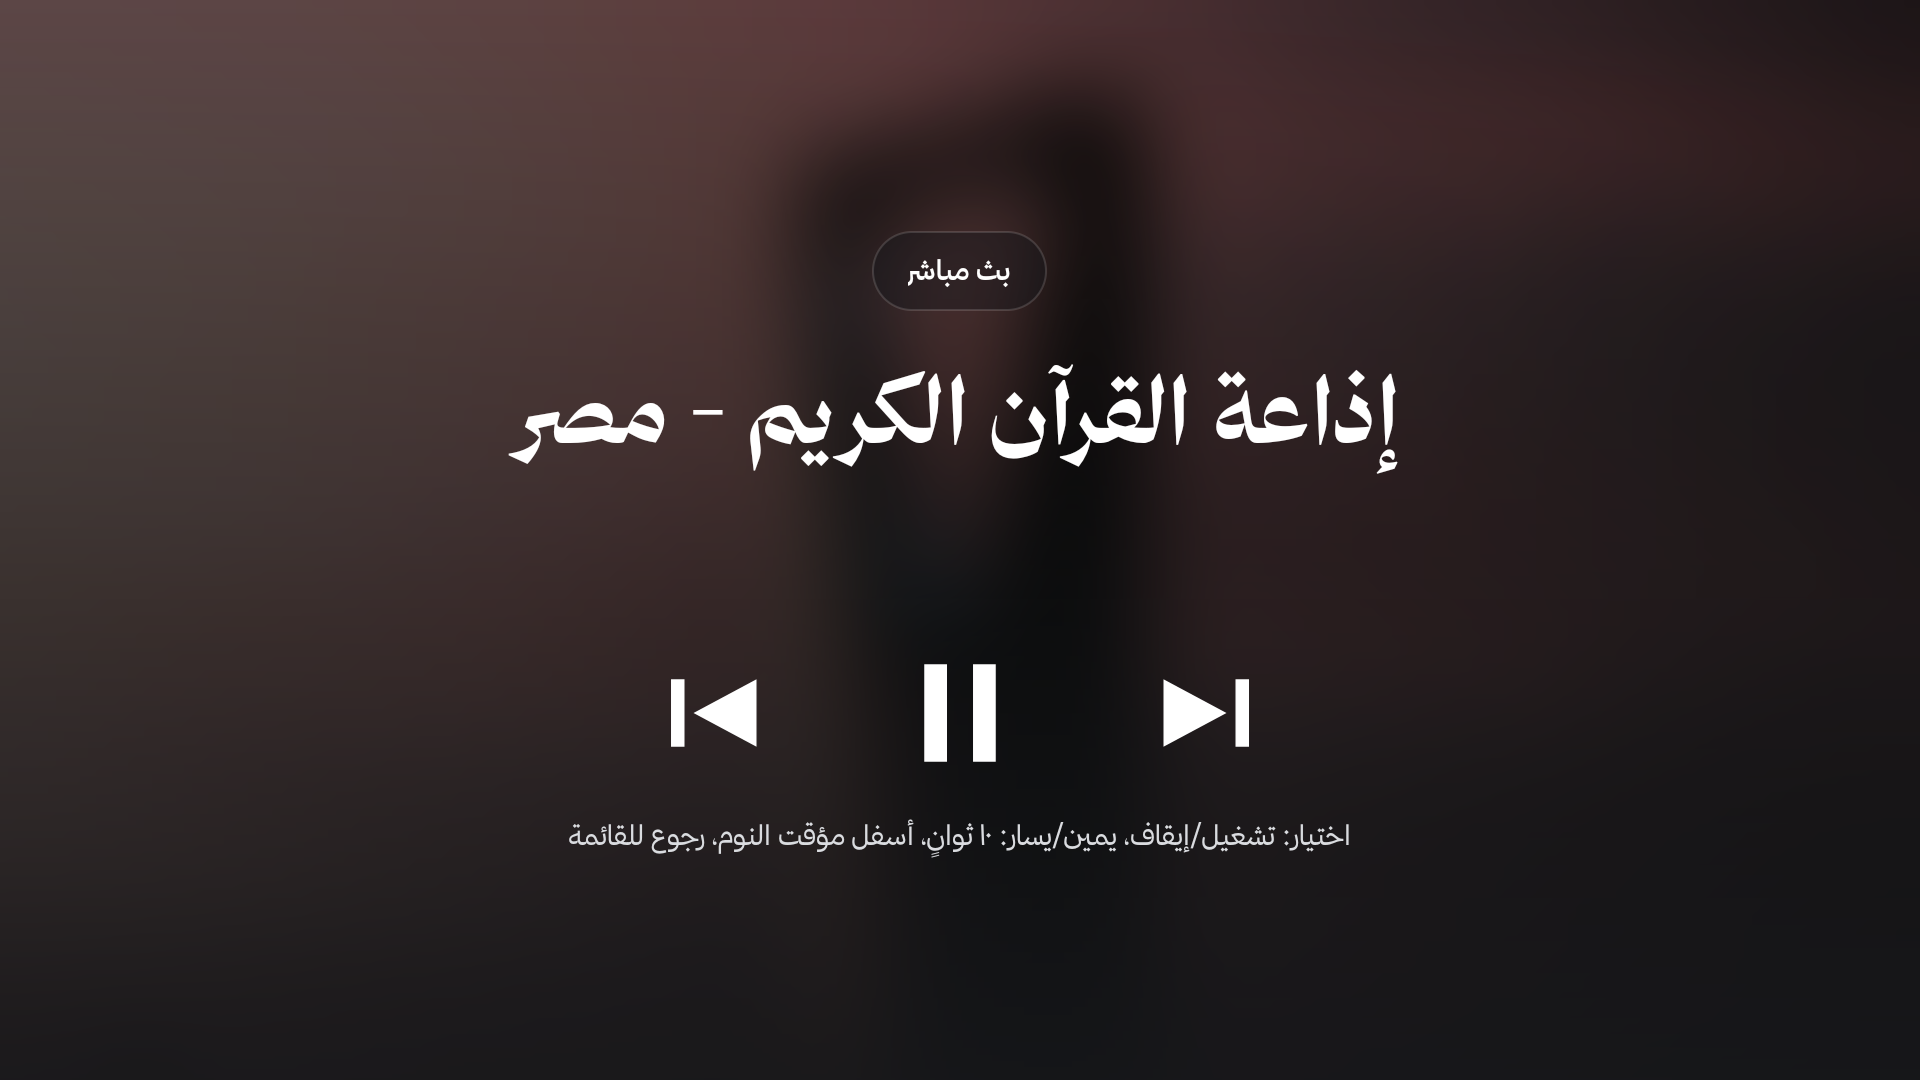 بث مباشر
إذاعة القرآن الكريم - مصر
اختيار: تشغيل/إيقاف، يمين/يسار: ١٠ ثوانٍ، أسفل مؤقت النوم، رجوع للقائمة